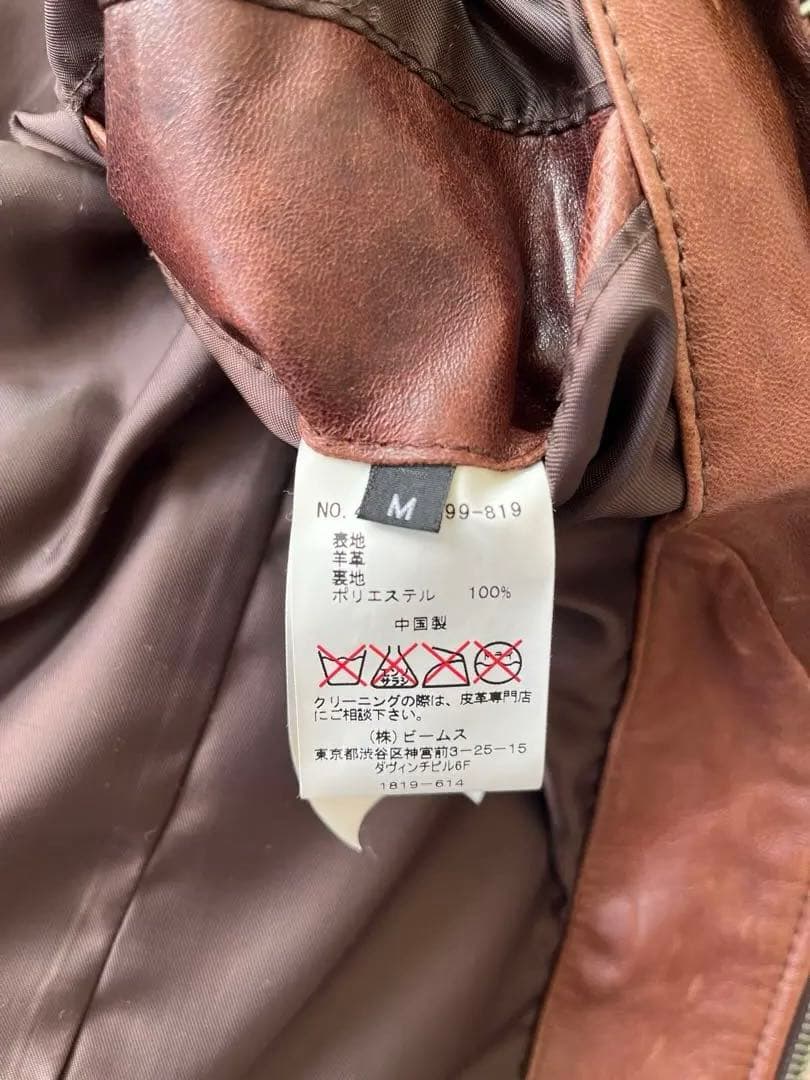 M
NO. 99-819
表地
羊革
裏地
ポリエステル 100%
中国製
エンソ
サラシ
ドライ
クリーニングの際は、皮革専門店
にご相談下さい。
(株)ビームス
東京都渋谷区神宮前3-25-15
ダヴィンチビル6F
1819-614